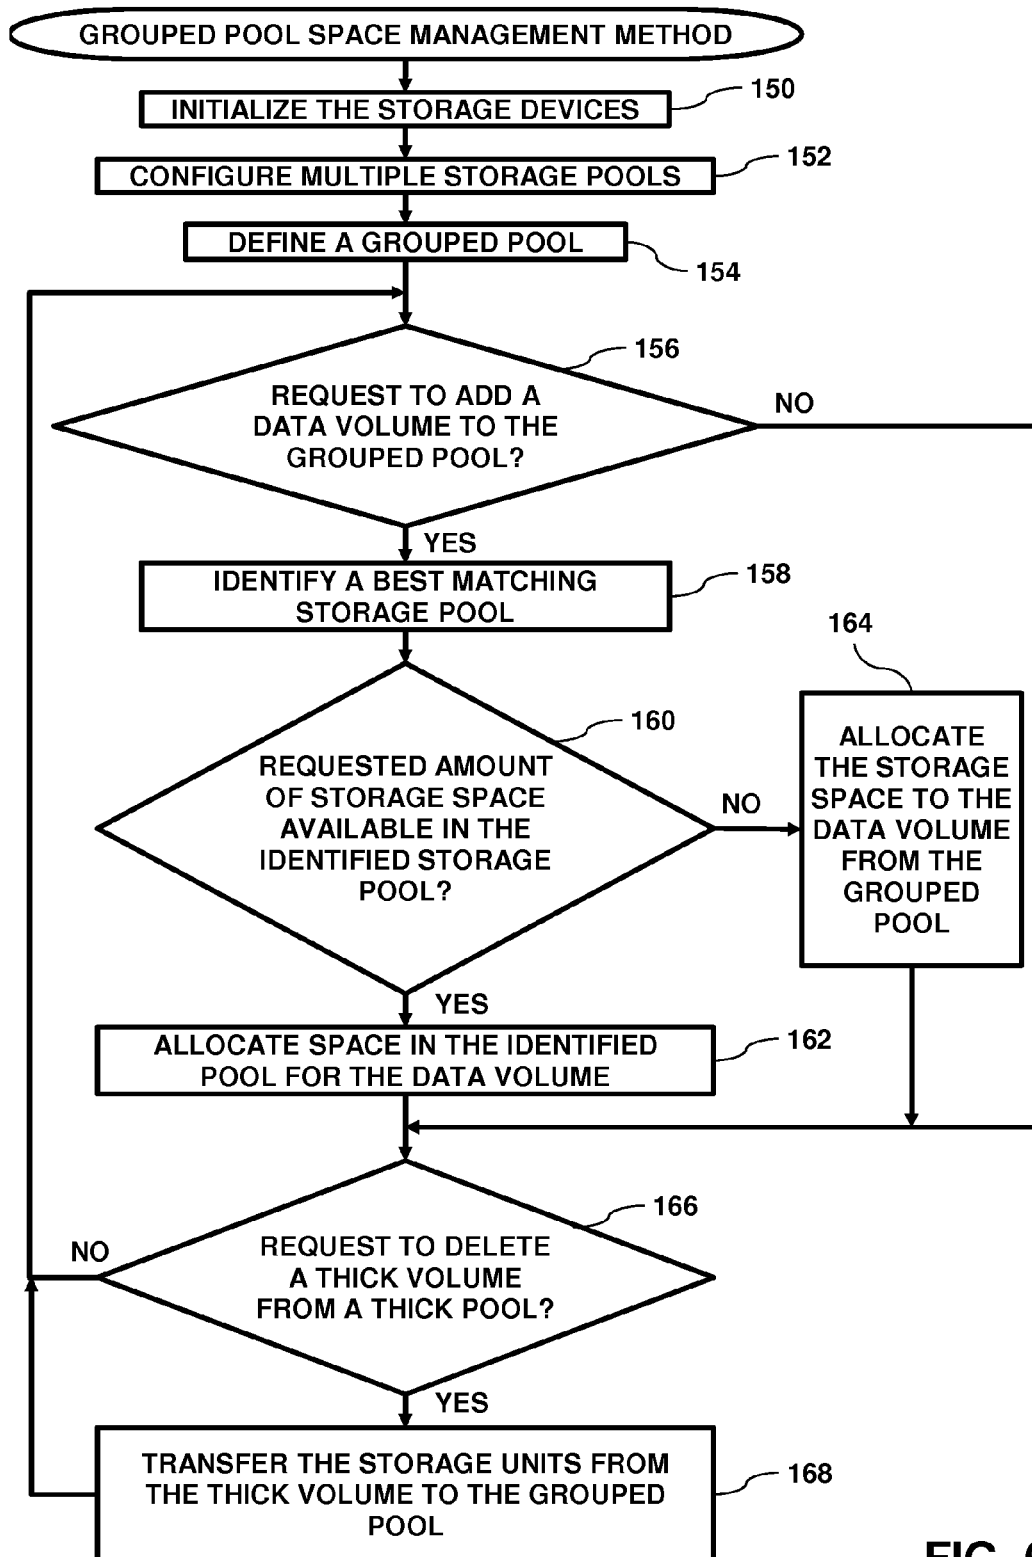 GROUPED POOL SPACE MANAGEMENT METHOD
150
INITIALIZE THE STORAGE DEVICES
152
CONFIGURE MULTIPLE STORAGE POOLS
DEFINE A GROUPED POOL
154
156
REQUEST TO ADD A
DATA VOLUME TO THE
GROUPED POOL?
NO
YES
IDENTIFY A BEST MATCHING
STORAGE POOL
158
164
160
REQUESTED AMOUNT
OF STORAGE SPACE
AVAILABLE IN THE
IDENTIFIED STORAGE
POOL?
NO
ALLOCATE
THE STORAGE
SPACE TO THE
DATA VOLUME
FROM THE
GROUPED
POOL
YES
ALLOCATE SPACE IN THE IDENTIFIED
POOL FOR THE DATA VOLUME
162
166
REQUEST TO DELETE
A THICK VOLUME
FROM A THICK POOL?
NO
YES
TRANSFER THE STORAGE UNITS FROM
THE THICK VOLUME TO THE GROUPED
POOL
168
FIG.